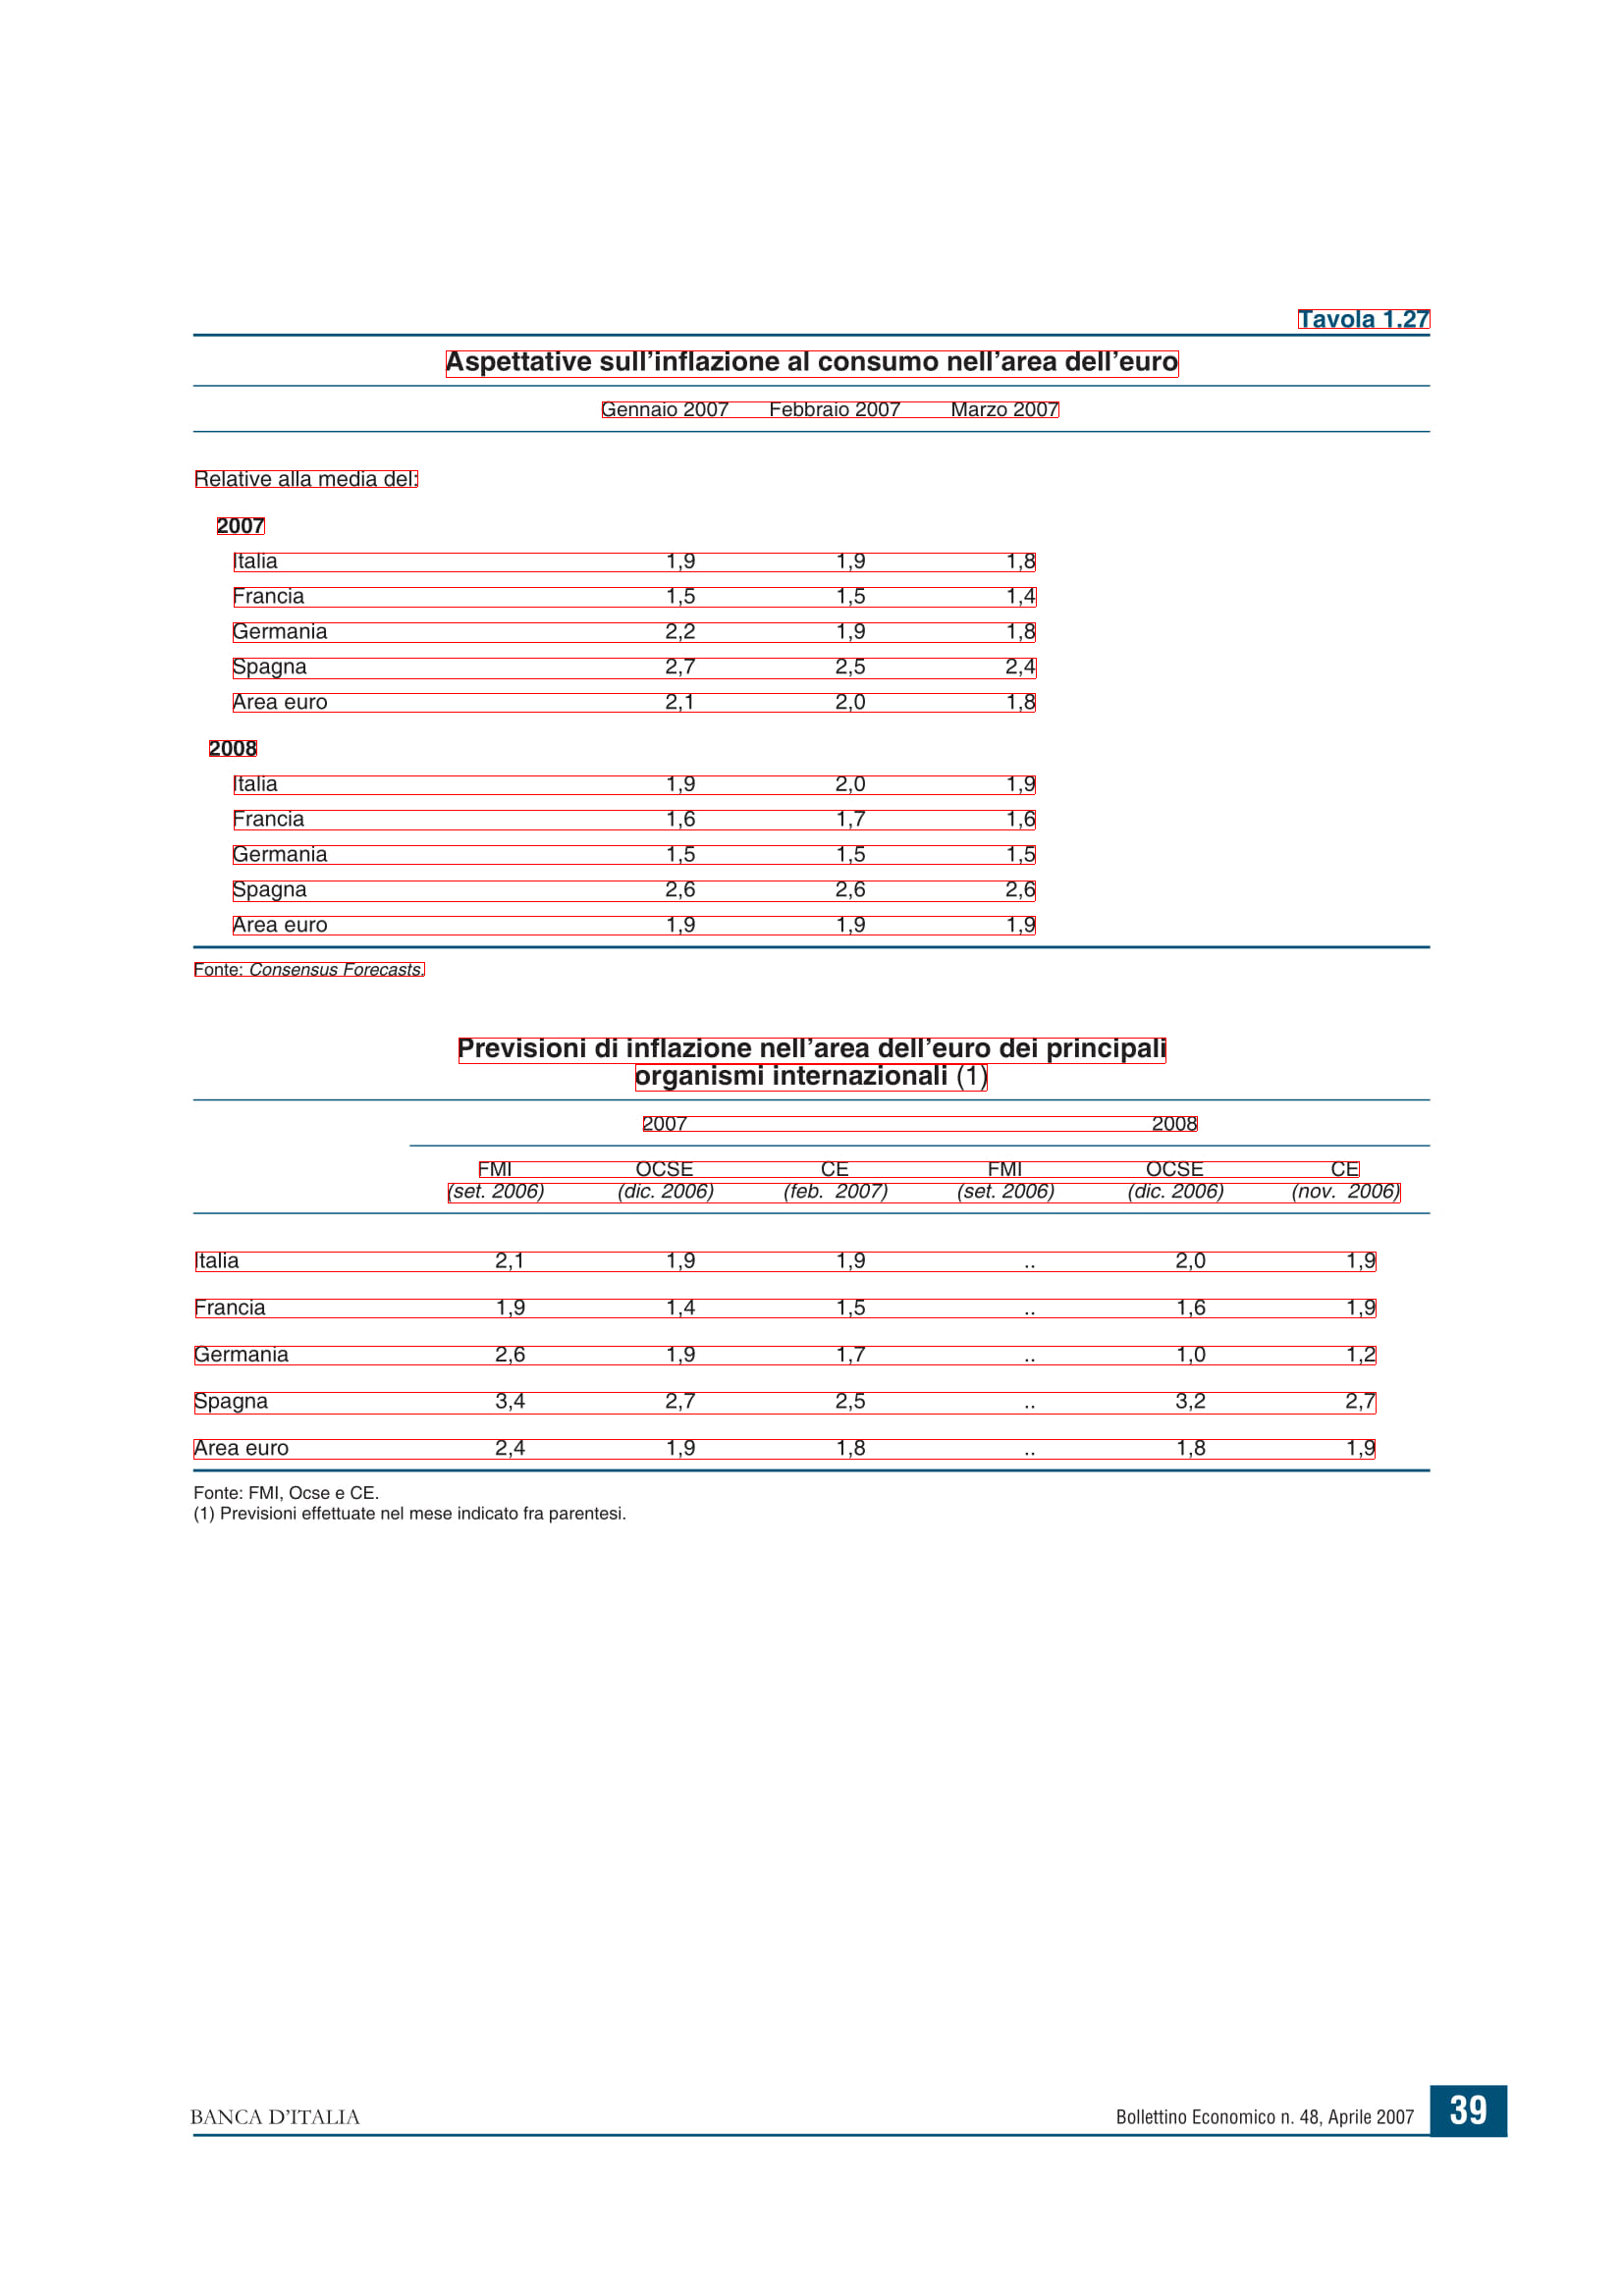 Tavola 1.27
Aspettative sull’inflazione al consumo nell’area dell’euro
Gennaio 2007 Febbraio 2007 Marzo 2007
Relative alla media del:
2007
Italia 1,9 1,9 1,8
Francia 1,5 1,5 1,4
Germania 2,2 1,9 1,8
Spagna 2,7 2,5 2,4
Area euro 2,1 2,0 1,8
2008
Italia 1,9 2,0 1,9
Francia 1,6 1,7 1,6
Germania 1,5 1,5 1,5
Spagna 2,6 2,6 2,6
Area euro 1,9 1,9 1,9
Fonte: Consensus Forecasts.
Previsioni di inflazione nell’area dell’euro dei principali
organismi internazionali (1)
2007 2008
FMI OCSE CE FMI OCSE CE
(set. 2006) (dic. 2006) (feb. 2007) (set. 2006) (dic. 2006) (nov. 2006)
Italia 2,1 1,9 1,9 .. 2,0 1,9
Francia 1,9 1,4 1,5 .. 1,6 1,9
Germania 2,6 1,9 1,7 .. 1,0 1,2
Spagna 3,4 2,7 2,5 .. 3,2 2,7
Area euro 2,4 1,9 1,8 .. 1,8 1,9
Fonte: FMI, Ocse e CE.
(1) Previsioni effettuate nel mese indicato fra parentesi.
BANCA D’ITALIA Bollettino Economico n. 48, Aprile 2007 39